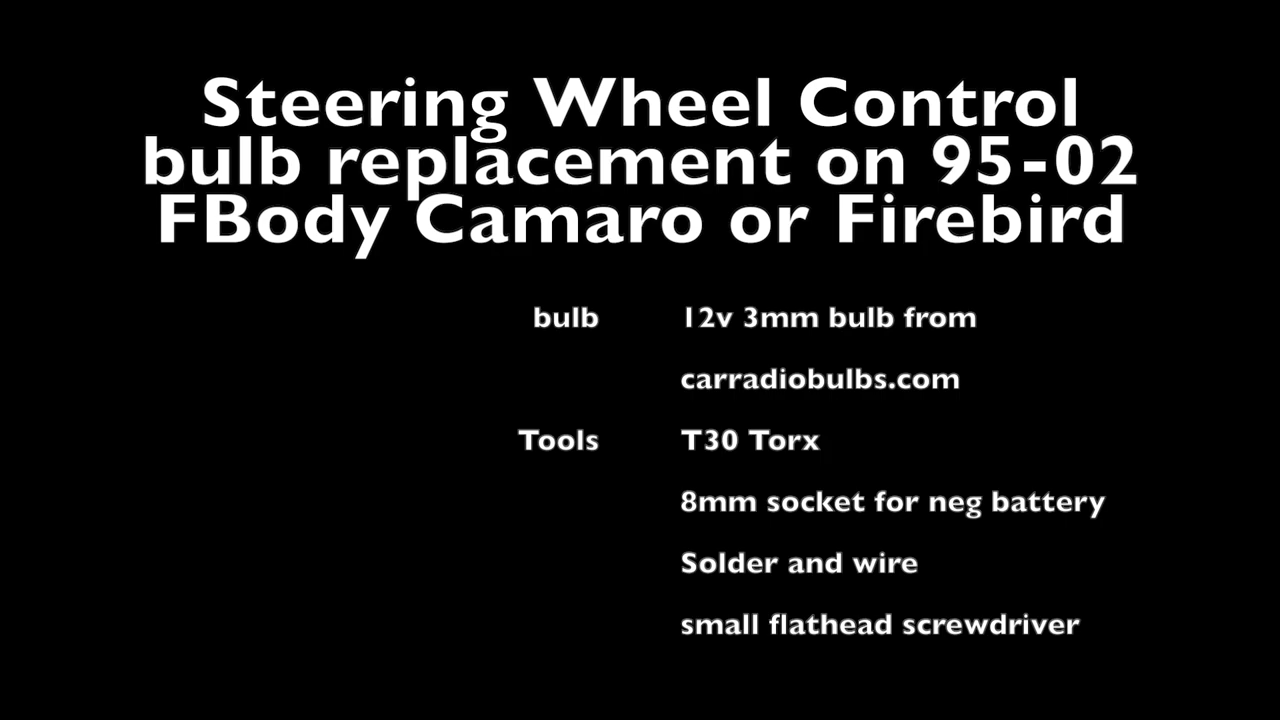 Steering Wheel Control
bulb replacement on 95-02
FBody Camaro or Firebird
bulb 12v 3mm bulb from
carradiobulbs.com
Tools T30 Torx
8mm socket for neg battery
Solder and wire
small flathead screwdriver